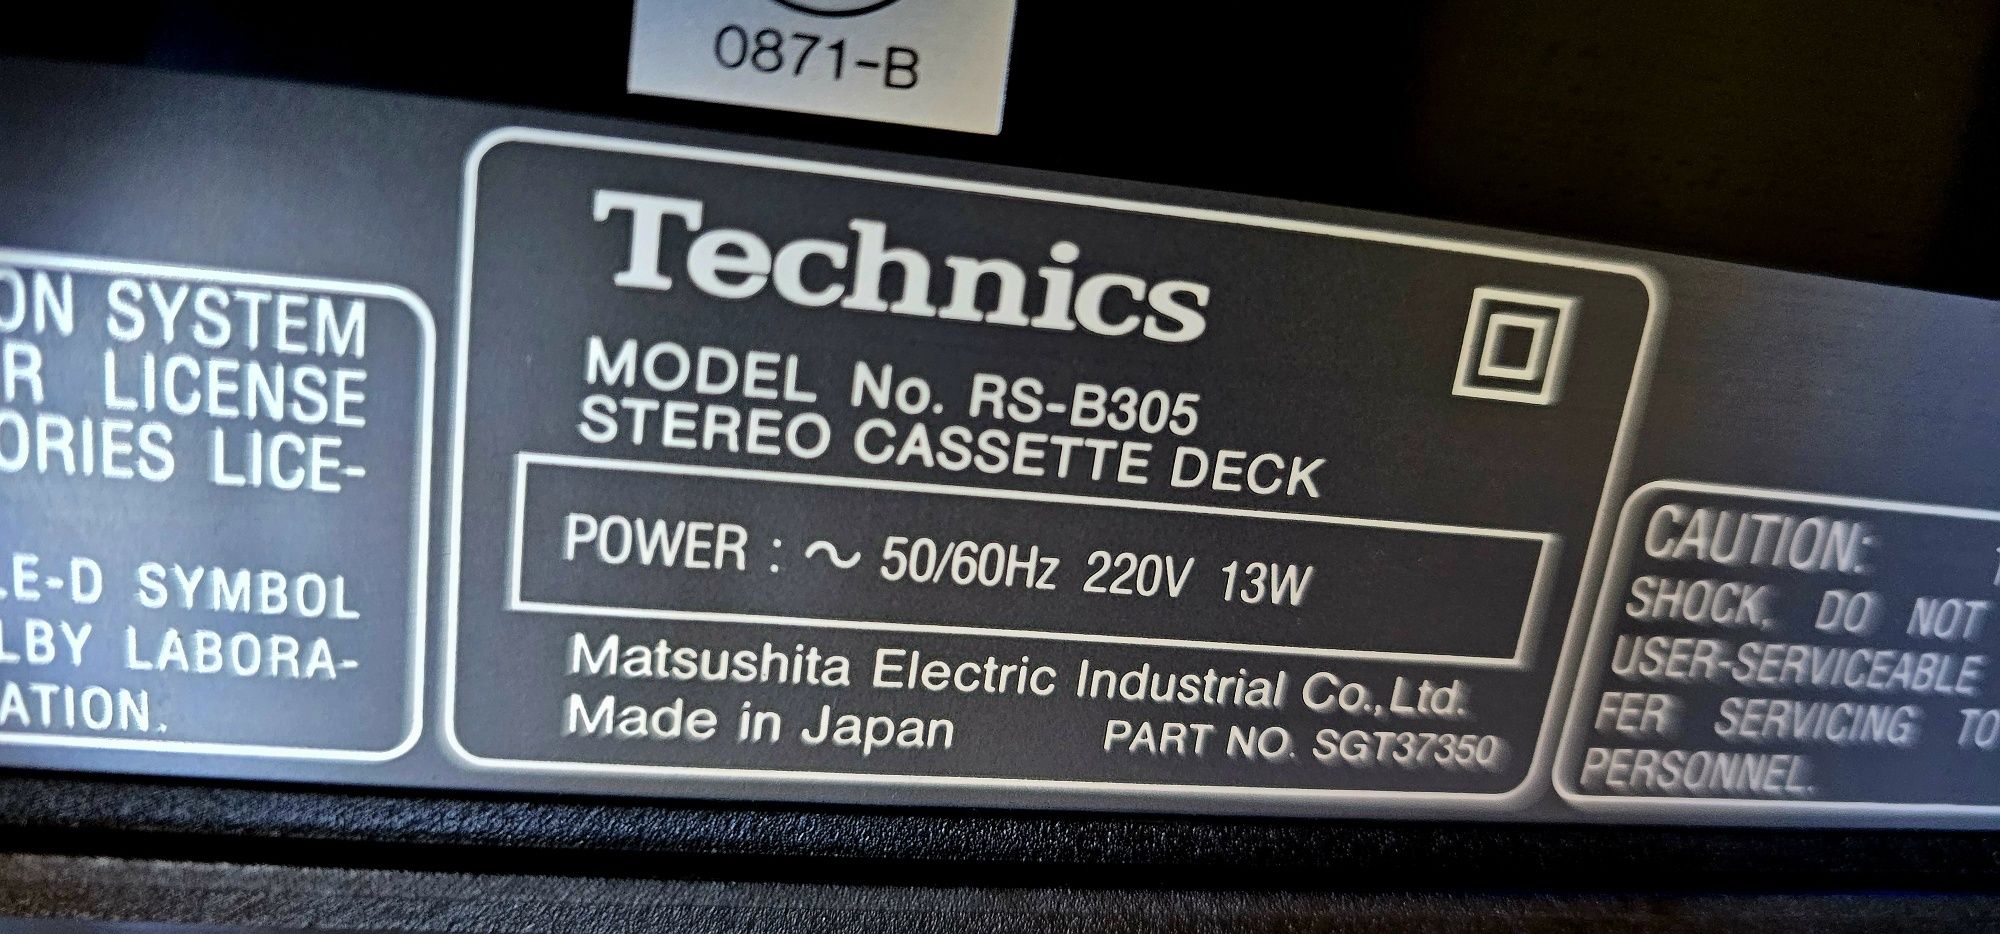 0871-B
ON SYSTEM
R LICENSE
ORIES LICE-
LE-D SYMBOL
LBY LABORA-
ATION.
Technics
MODEL No. RS-B305
STEREO CASSETTE DECK
POWER : ~ 50/60Hz 220V 13W
Matsushita Electric Industrial Co.,Ltd.
Made in Japan PART NO. SGT37350
CAUTION:
SHOCK, DO NOT
USER-SERVICEABLE
FER SERVICING TO
PERSONNEL.